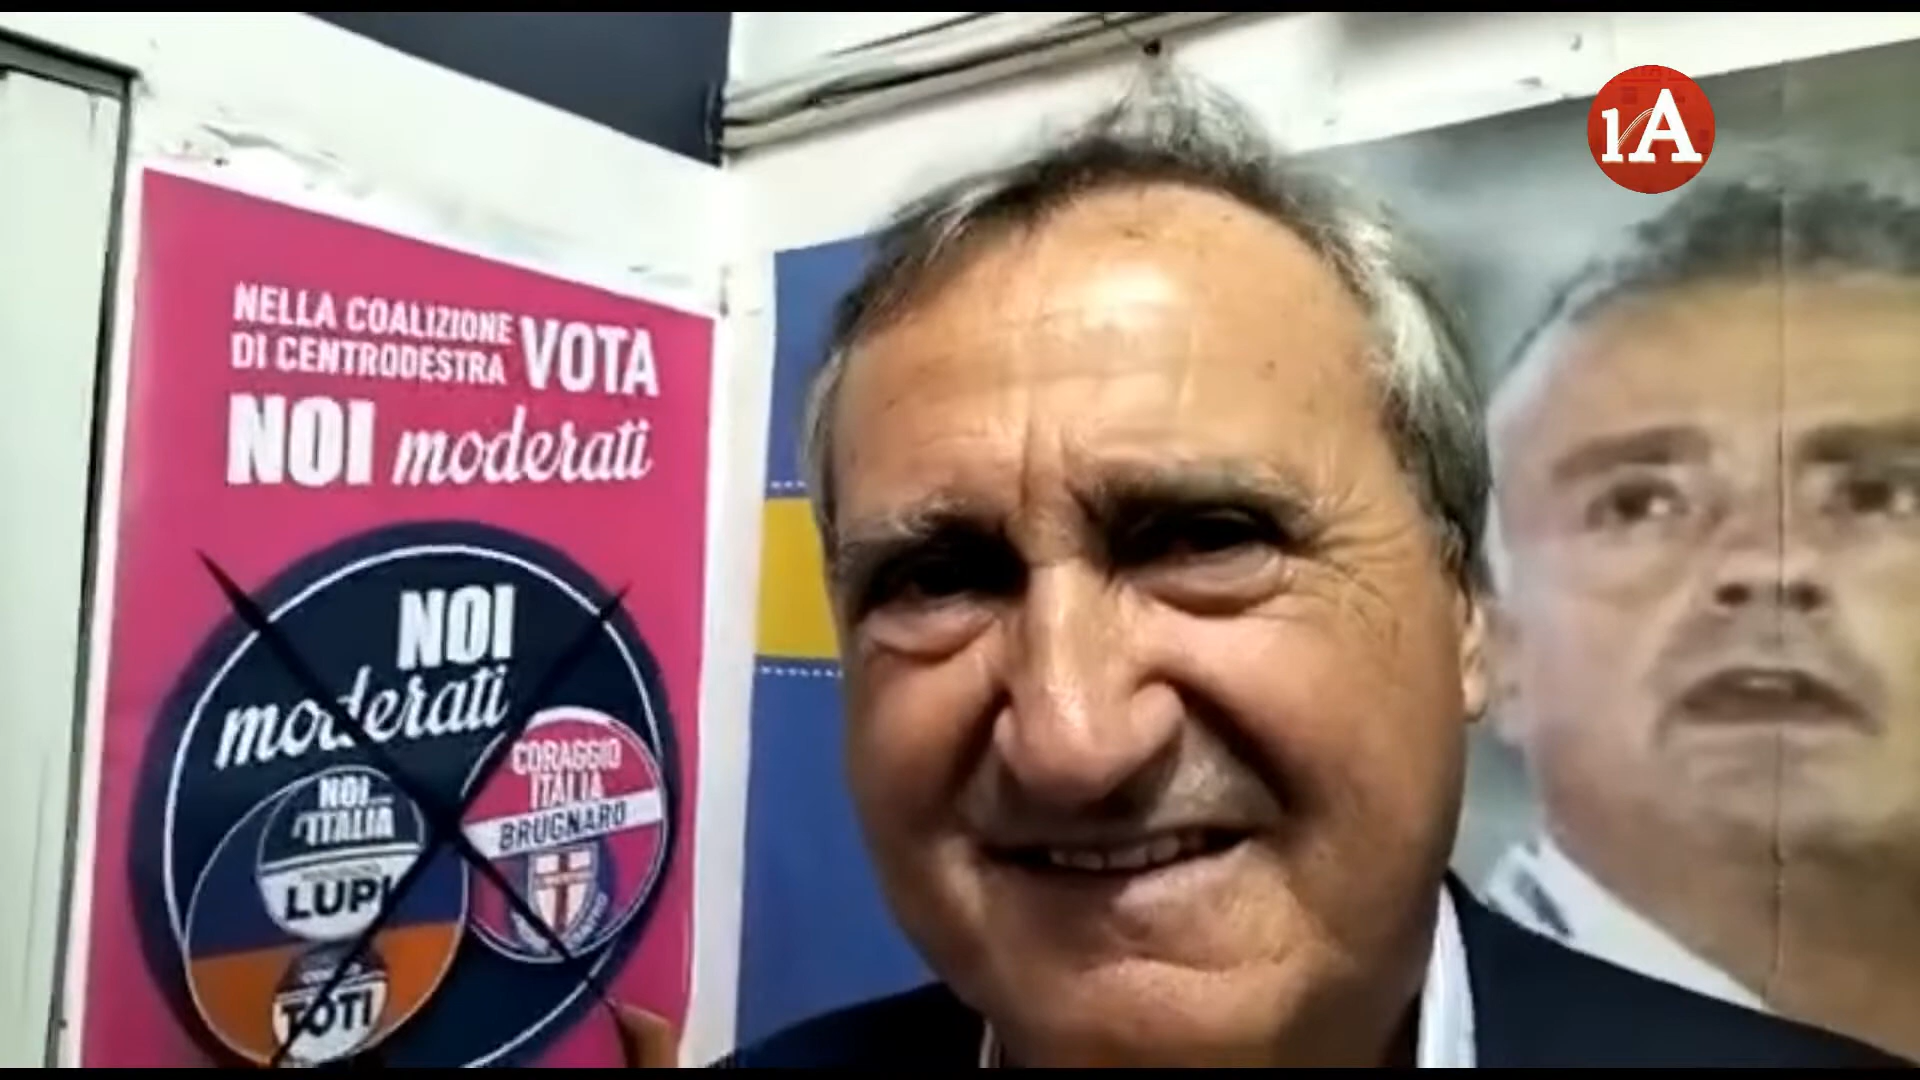 1A
NELLA COALIZIONE
DI CENTRODESTRA VOTA
NOI moderati
NOI
moderati
NOI
ITALIA
LUPI
TOTI
CORAGGIO
ITALIA
BRUGNARO